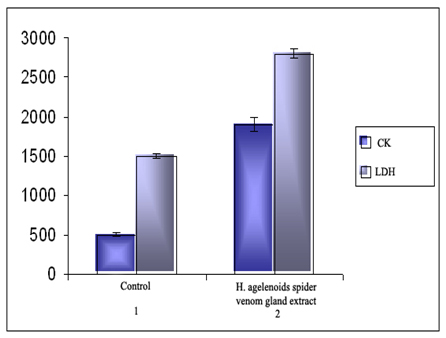 3000
2500
2000
1500
1000
500
0
CK
LDH
Control
H. agelenoids spider
venom gland extract
1
2